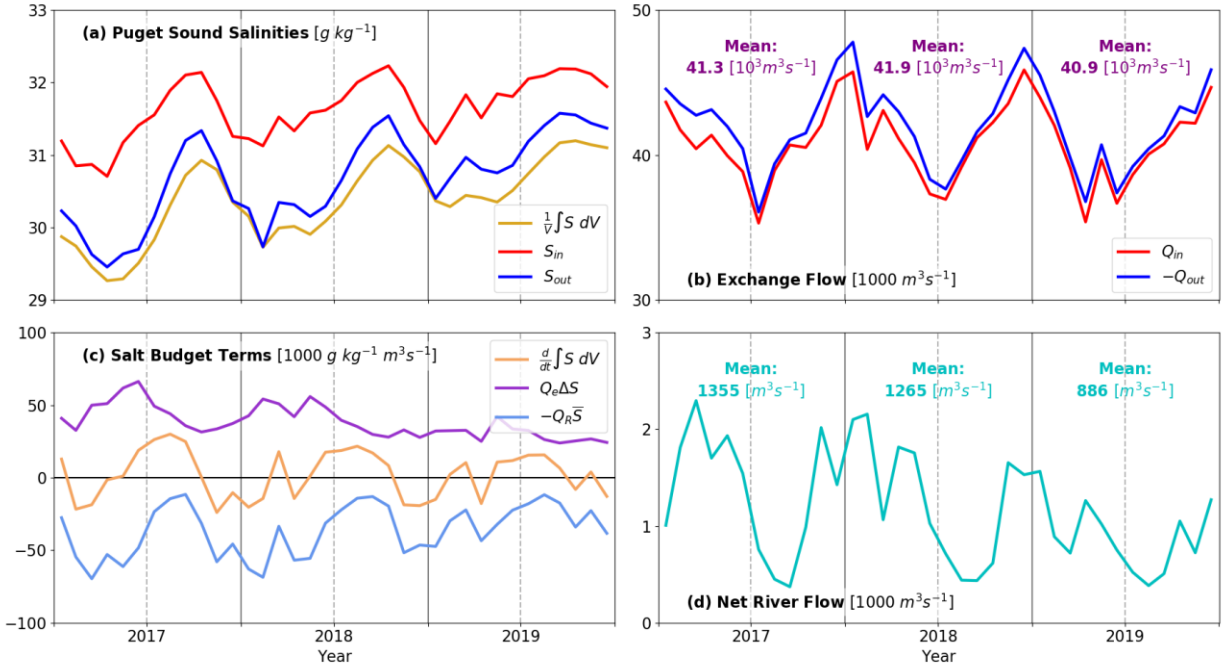 (a) Puget Sound Salinities [g kg⁻¹]
33
32
31
30
29
1/V ∫S dV
S_in
S_out
50
40
30
Mean:
41.3 [10³m³s⁻¹]
Mean:
41.9 [10³m³s⁻¹]
Mean:
40.9 [10³m³s⁻¹]
Q_in
−Q_out
(b) Exchange Flow [1000 m³s⁻¹]
(c) Salt Budget Terms [1000 g kg⁻¹ m³s⁻¹]
100
50
0
−50
−100
d/dt ∫S dV
Q_eΔS
−Q_R S̅
2017
2018
2019
Year
3
2
1
0
Mean:
1355 [m³s⁻¹]
Mean:
1265 [m³s⁻¹]
Mean:
886 [m³s⁻¹]
(d) Net River Flow [1000 m³s⁻¹]
2017
2018
2019
Year